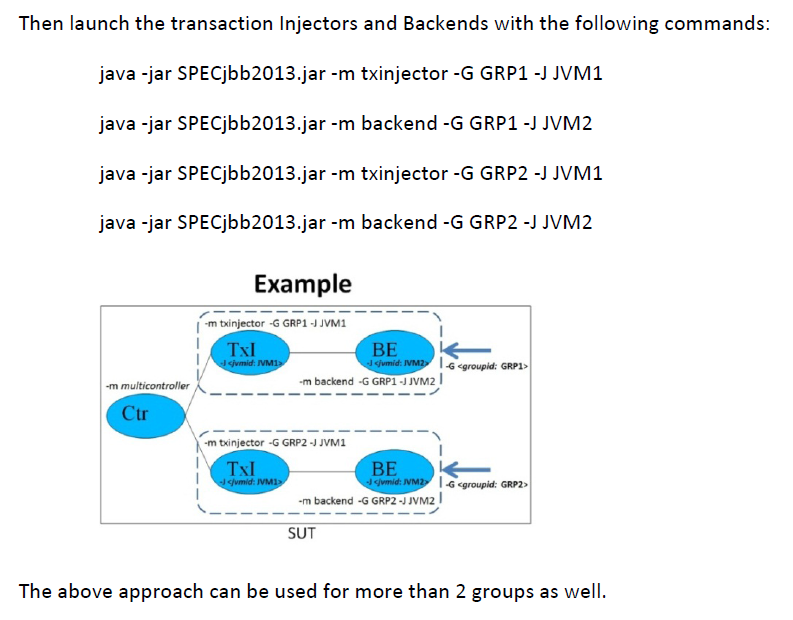 Then launch the transaction Injectors and Backends with the following commands:
java -jar SPECjbb2013.jar -m txinjector -G GRP1 -J JVM1
java -jar SPECjbb2013.jar -m backend -G GRP1 -J JVM2
java -jar SPECjbb2013.jar -m txinjector -G GRP2 -J JVM1
java -jar SPECjbb2013.jar -m backend -G GRP2 -J JVM2
Example
-m txinjector -G GRP1 -J JVM1
TxI
-J <jvmid: JVM1>
BE
-J <jvmid: JVM2>
-G <groupid: GRP1>
-m backend -G GRP1 -J JVM2
-m multicontroller
Ctr
-m txinjector -G GRP2 -J JVM1
TxI
-J <jvmid: JVM1>
BE
-J <jvmid: JVM2>
-G <groupid: GRP2>
-m backend -G GRP2 -J JVM2
SUT
The above approach can be used for more than 2 groups as well.